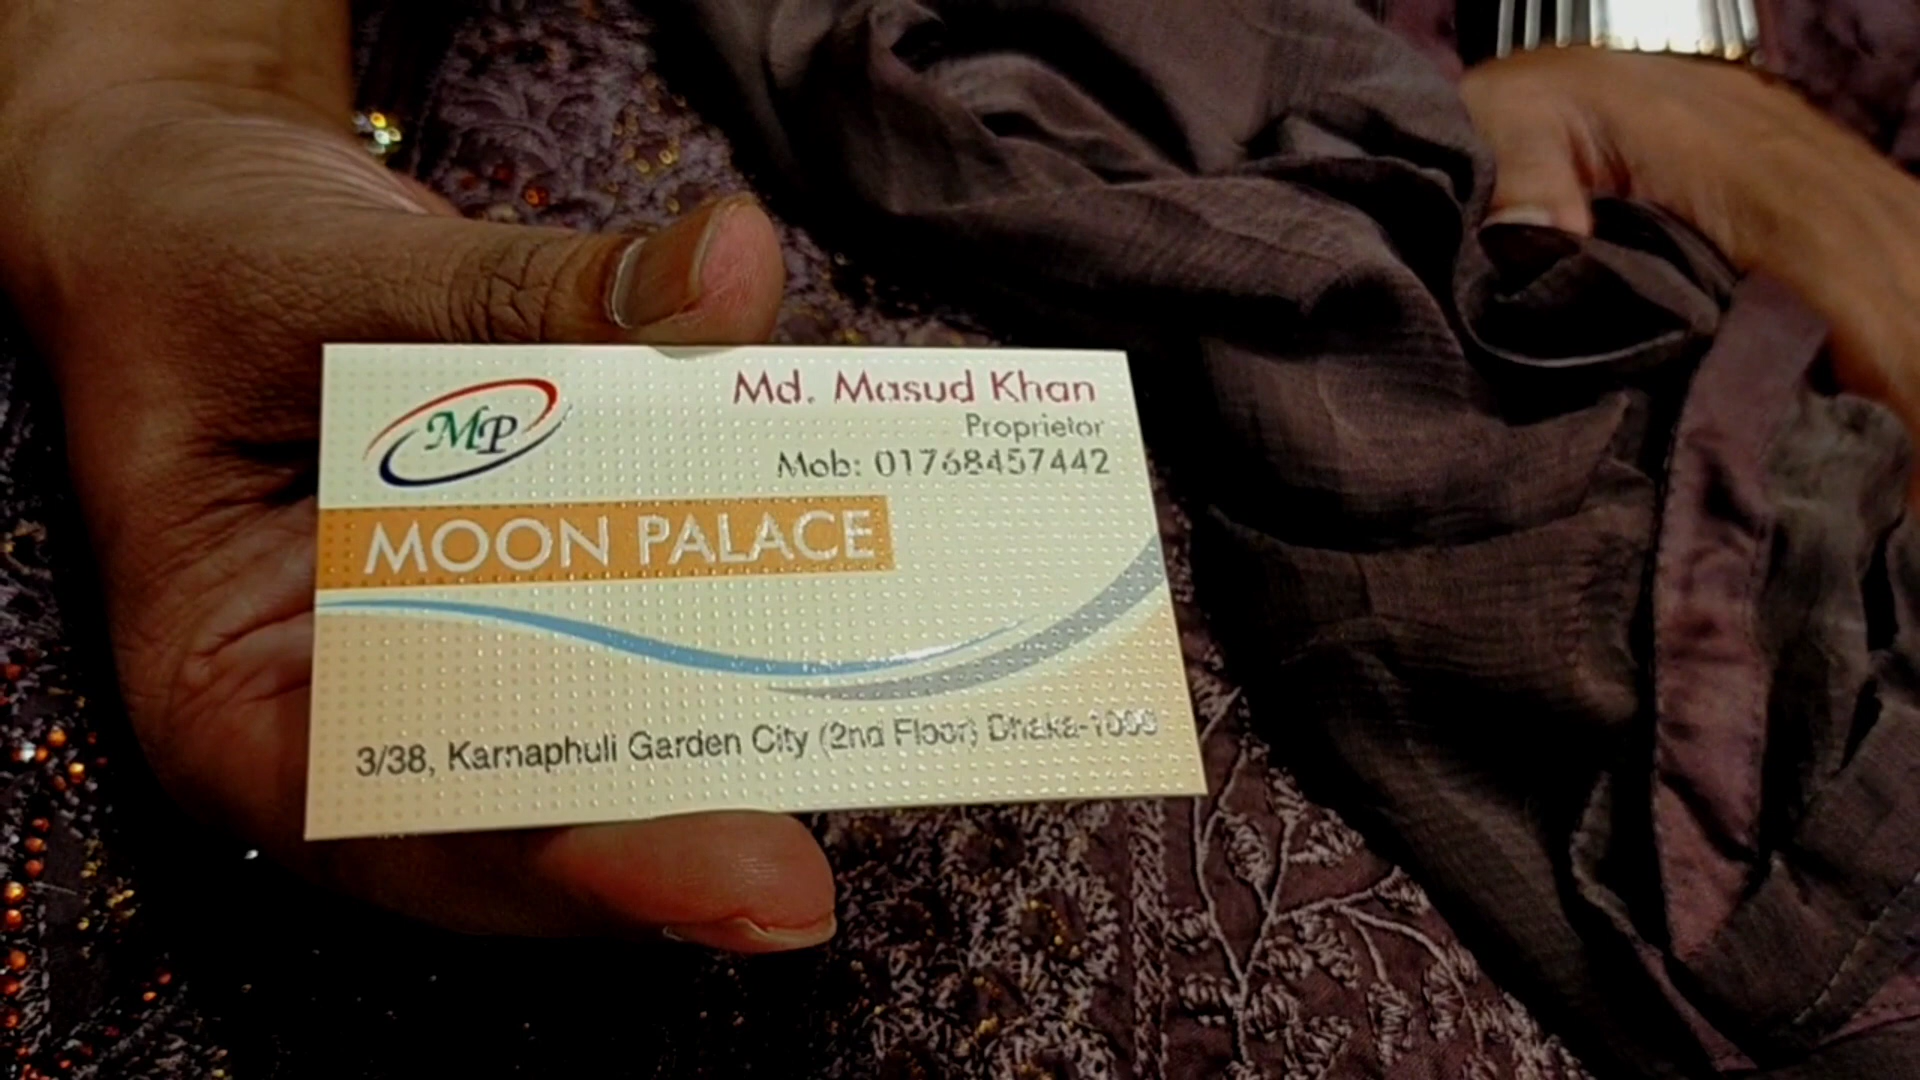 MP
Md. Masud Khan
Proprietor
Mob: 01768457442
MOON PALACE
3/38, Karnaphuli Garden City (2nd Floor) Dhaka-1000